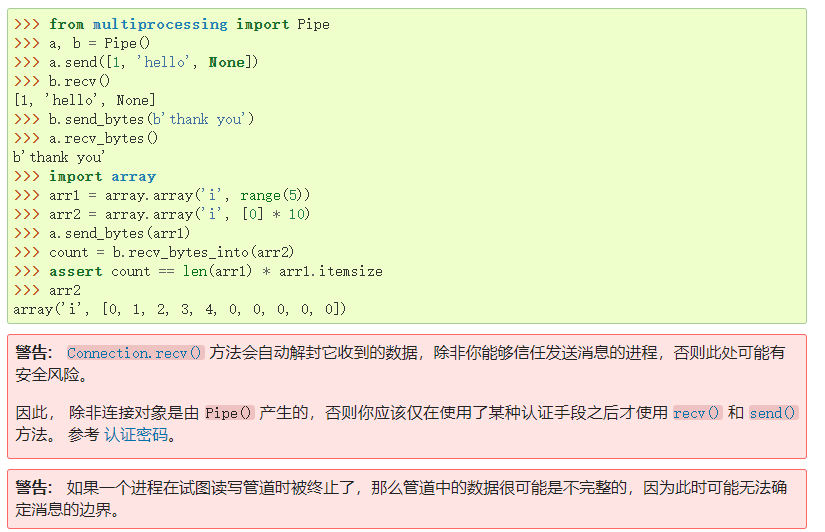 >>> from multiprocessing import Pipe
>>> a, b = Pipe()
>>> a.send([1, 'hello', None])
>>> b.recv()
[1, 'hello', None]
>>> b.send_bytes(b'thank you')
>>> a.recv_bytes()
b'thank you'
>>> import array
>>> arr1 = array.array('i', range(5))
>>> arr2 = array.array('i', [0] * 10)
>>> a.send_bytes(arr1)
>>> count = b.recv_bytes_into(arr2)
>>> assert count == len(arr1) * arr1.itemsize
>>> arr2
array('i', [0, 1, 2, 3, 4, 0, 0, 0, 0, 0])
警告： Connection.recv() 方法会自动解封它收到的数据，除非你能够信任发送消息的进程，否则此处可能有
安全风险。
因此， 除非连接对象是由 Pipe() 产生的，否则你应该仅在使用了某种认证手段之后才使用 recv() 和 send()
方法。 参考 认证密码。
警告： 如果一个进程在试图读写管道时被终止了，那么管道中的数据很可能是不完整的，因为此时可能无法确
定消息的边界。